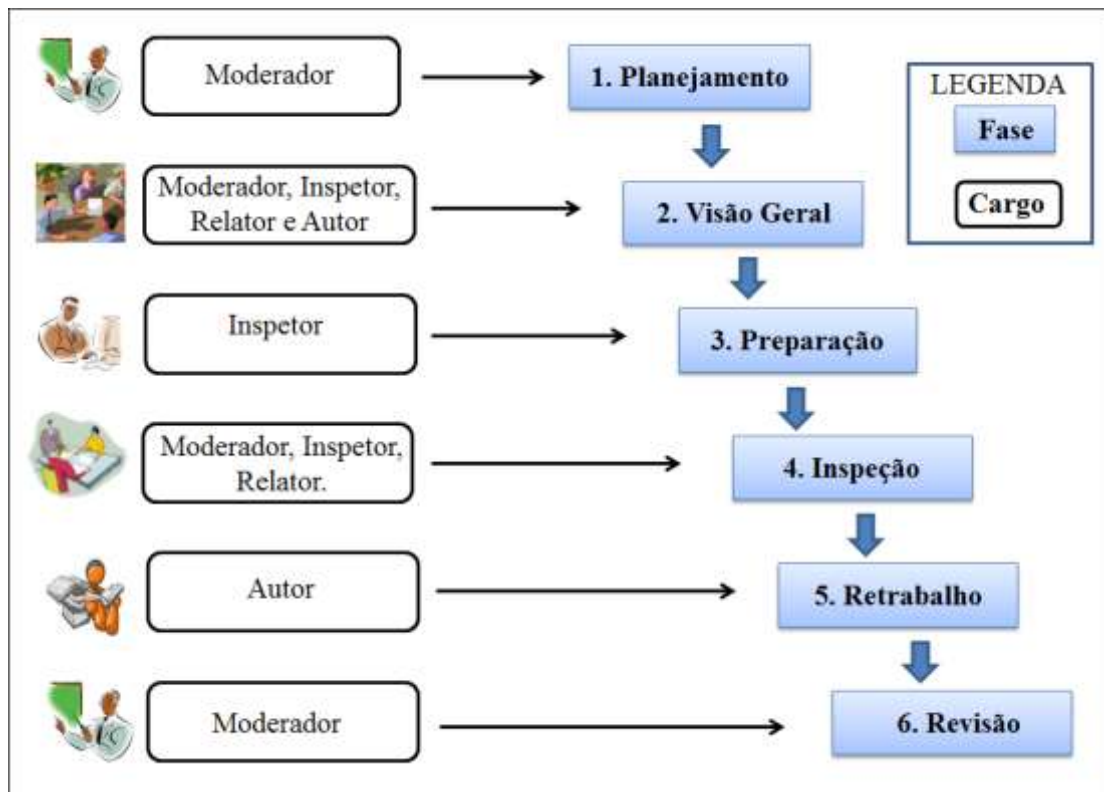 Moderador
1. Planejamento
LEGENDA
Fase
Cargo
Moderador, Inspetor,
Relator e Autor
2. Visão Geral
Inspetor
3. Preparação
Moderador, Inspetor,
Relator.
4. Inspeção
Autor
5. Retrabalho
Moderador
6. Revisão